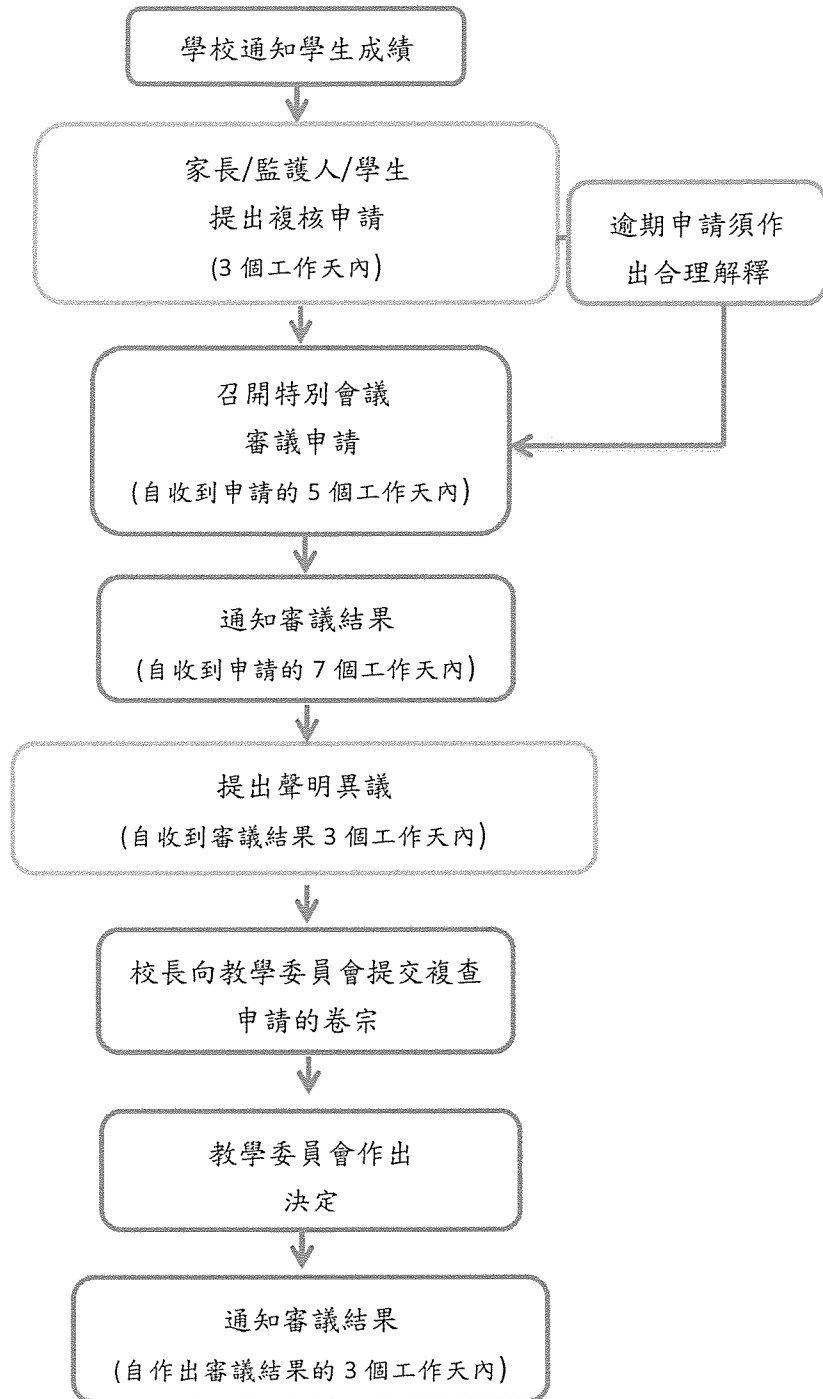 學校通知學生成績
家長/監護人/學生
提出複核申請
(3 個工作天內)
逾期申請須作
出合理解釋
召開特別會議
審議申請
(自收到申請的 5 個工作天內)
通知審議結果
(自收到申請的 7 個工作天內)
提出聲明異議
(自收到審議結果 3 個工作天內)
校長向教學委員會提交複查
申請的卷宗
教學委員會作出
決定
通知審議結果
(自作出審議結果的 3 個工作天內)